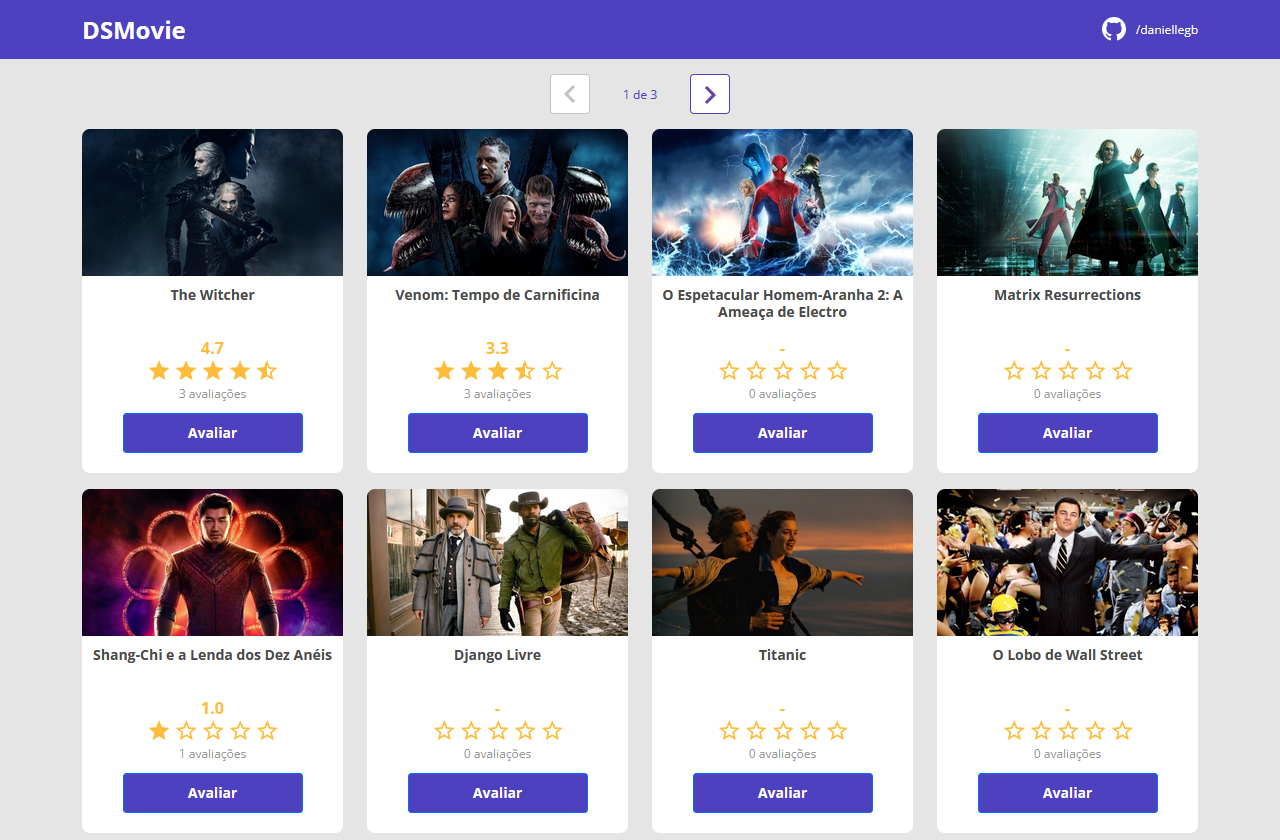 DSMovie
/daniellegb
1 de 3
The Witcher
4.7
3 avaliações
Avaliar
Venom: Tempo de Carnificina
3.3
3 avaliações
Avaliar
O Espetacular Homem-Aranha 2: A
Ameaça de Electro
-
0 avaliações
Avaliar
Matrix Resurrections
-
0 avaliações
Avaliar
Shang-Chi e a Lenda dos Dez Anéis
1.0
1 avaliações
Avaliar
Django Livre
-
0 avaliações
Avaliar
Titanic
-
0 avaliações
Avaliar
O Lobo de Wall Street
-
0 avaliações
Avaliar